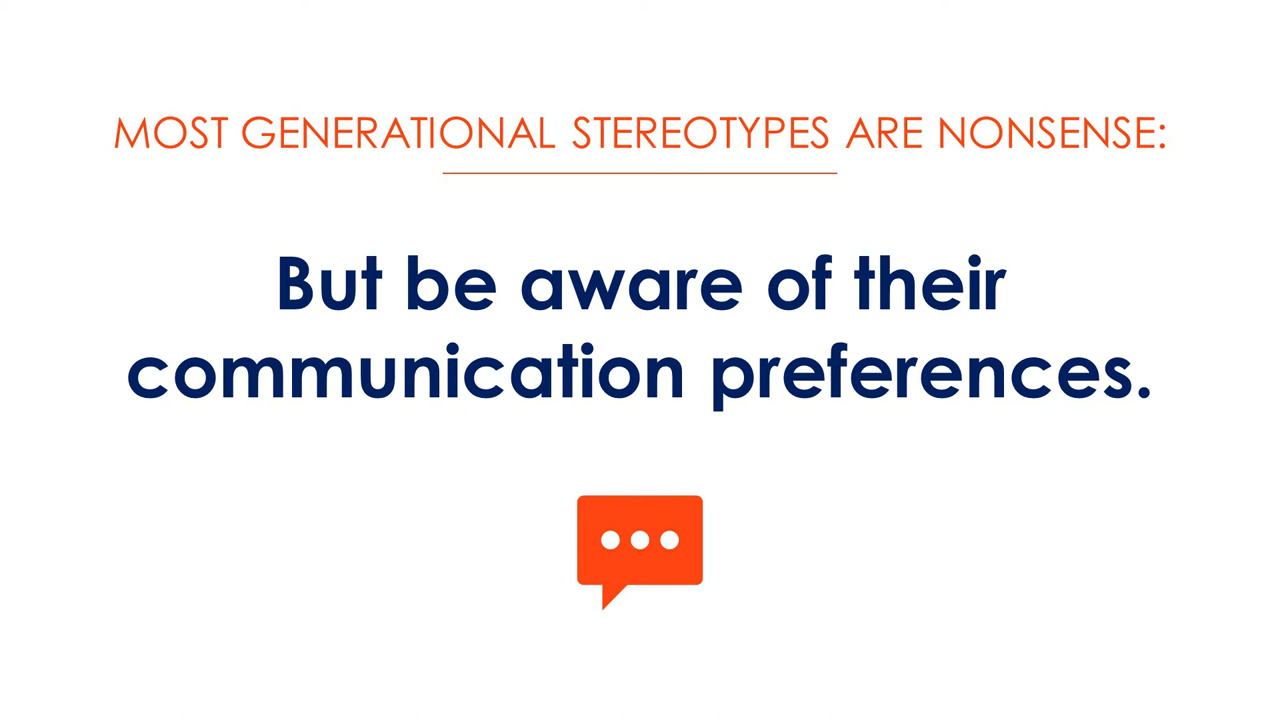 MOST GENERATIONAL STEREOTYPES ARE NONSENSE:
But be aware of their
communication preferences.